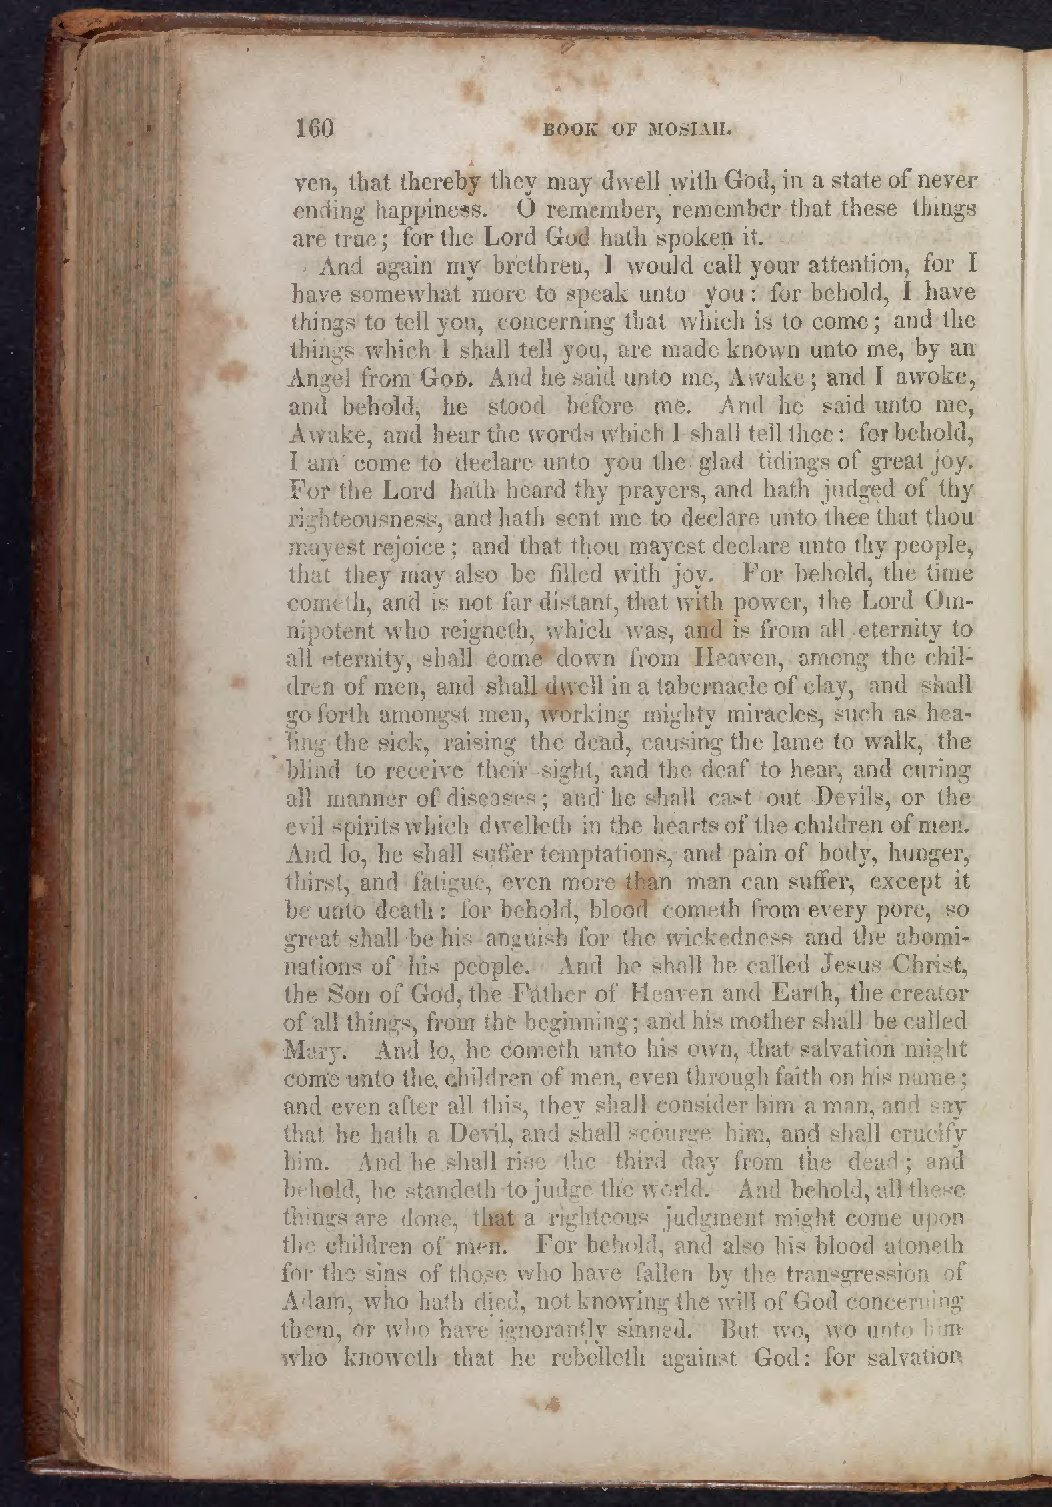 160 BOOK OF MOSIAH.
ven, that thereby they may dwell with God, in a state of never
ending happiness. O remember, remember that these things
are true; for the Lord God hath spoken it.
And again my brethren, I would call your attention, for I
have somewhat more to speak unto you: for behold, I have
things to tell you, concerning that which is to come; and the
things which I shall tell you, are made known unto me, by an
Angel from GOD. And he said unto me, Awake; and I awoke,
and behold, he stood before me. And he said unto me,
Awake, and hear the words which I shall tell thee: for behold,
I am come to declare unto you the glad tidings of great joy.
For the Lord hath heard thy prayers, and hath judged of thy
righteousness, and hath sent me to declare unto thee that thou
mayest rejoice; and that thou mayest declare unto thy people,
that they may also be filled with joy. For behold, the time
cometh, and is not far distant, that with power, the Lord Om-
nipotent who reigneth, which was, and is from all eternity to
all eternity, shall come down from Heaven, among the chil-
dren of men, and shall dwell in a tabernacle of clay, and shall
go forth amongst men, working mighty miracles, such as hea-
ling the sick, raising the dead, causing the lame to walk, the
blind to receive their sight, and the deaf to hear, and curing
all manner of diseases; and he shall cast out Devils, or the
evil spirits which dwelleth in the hearts of the children of men.
And lo, he shall suffer temptations, and pain of body, hunger,
thirst, and fatigue, even more than man can suffer, except it
be unto death: for behold, blood cometh from every pore, so
great shall be his anguish for the wickedness and the abomi-
nations of his people. And he shall be called Jesus Christ,
the Son of God, the Father of Heaven and Earth, the creator
of all things, from the beginning; and his mother shall be called
Mary. And lo, he cometh unto his own, that salvation might
come unto the children of men, even through faith on his name;
and even after all this, they shall consider him a man, and say
that he hath a Devil, and shall scourge him, and shall crucify
him. And he shall rise the third day from the dead; and
behold, he standeth to judge the world. And behold, all these
things are done, that a righteous judgment might come upon
the children of men. For behold, and also his blood atoneth
for the sins of those who have fallen by the transgression of
Adam, who hath died, not knowing the will of God concerning
them, or who have ignorantly sinned. But wo, wo unto him
who knoweth that he rebelleth against God: for salvation